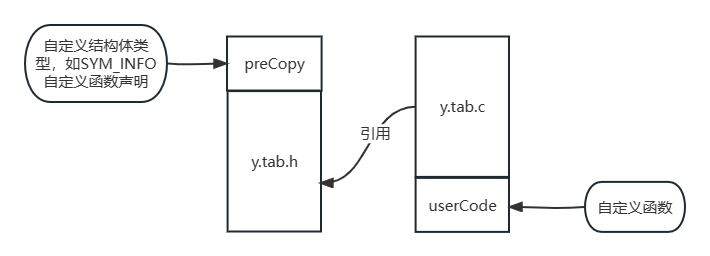 自定义结构体类
型，如SYM_INFO
自定义函数声明
preCopy
y.tab.h
引用
y.tab.c
userCode
自定义函数